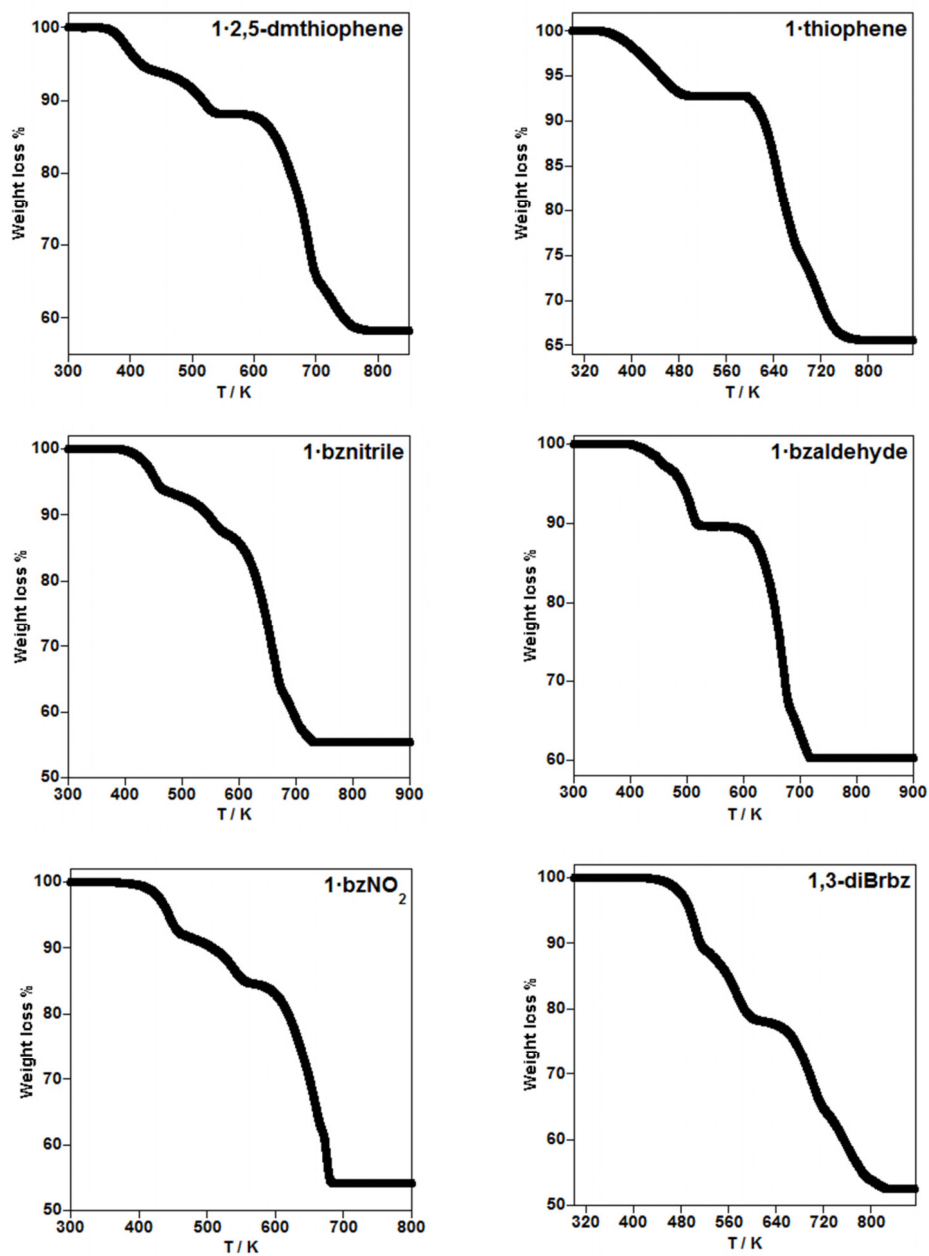 1·2,5-dmthiophene
Weight loss %
100
90
80
70
60
300 400 500 600 700 800
T / K
1·thiophene
Weight loss %
100
95
90
85
80
75
70
65
320 400 480 560 640 720 800
T / K
1·bznitrile
Weight loss %
100
90
80
70
60
50
300 400 500 600 700 800 900
T / K
1·bzaldehyde
Weight loss %
100
90
80
70
60
300 400 500 600 700 800 900
T / K
1·bzNO₂
Weight loss %
100
90
80
70
60
50
300 400 500 600 700 800
T / K
1,3-diBrbz
Weight loss %
100
90
80
70
60
50
320 400 480 560 640 720 800
T / K